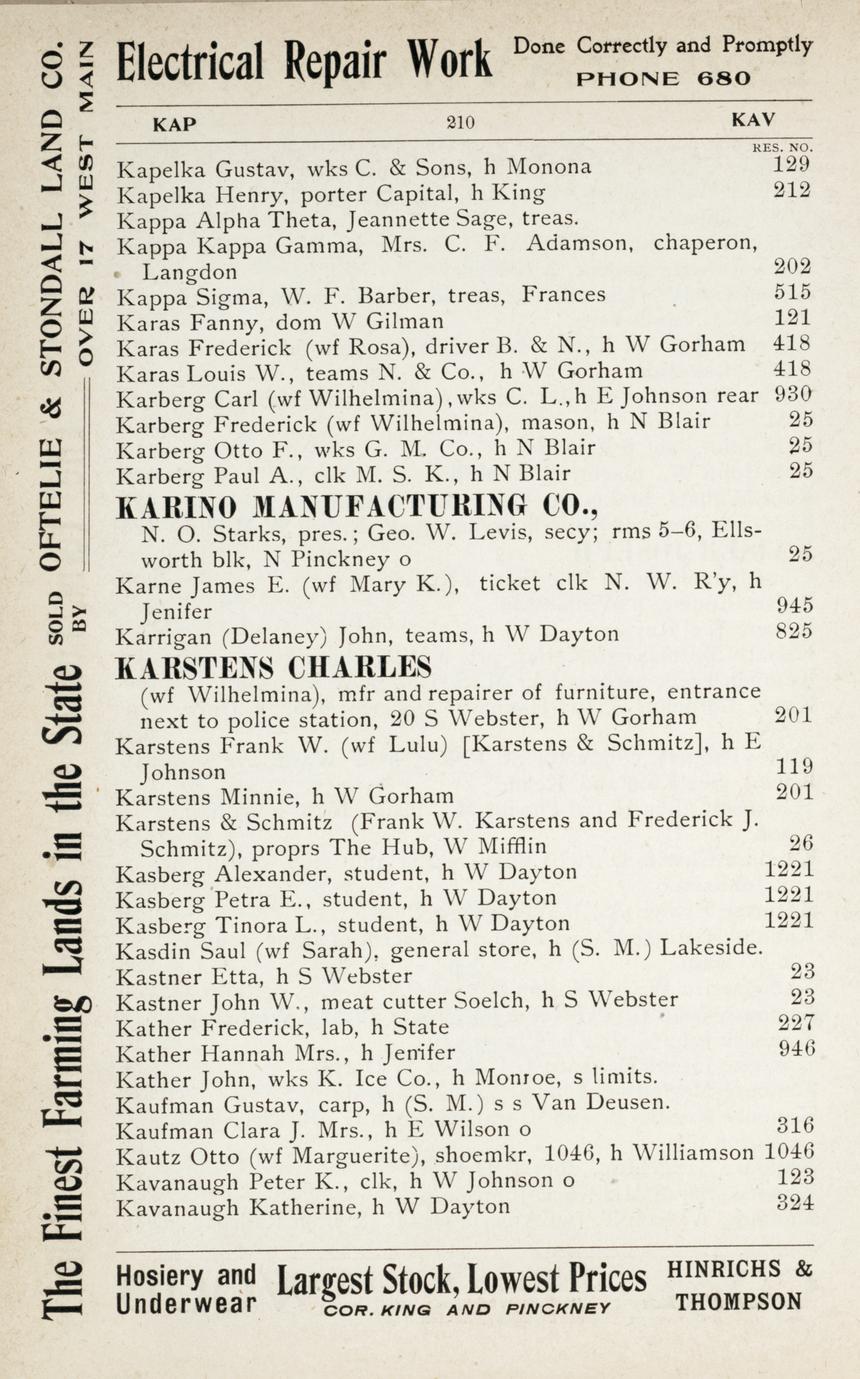 Electrical Repair Work Done Correctly and Promptly
PHONE 680
KAP 210 KAV
RES. NO.
Kapelka Gustav, wks C. & Sons, h Monona 129
Kapelka Henry, porter Capital, h King 212
Kappa Alpha Theta, Jeannette Sage, treas.
Kappa Kappa Gamma, Mrs. C. F. Adamson, chaperon,
Langdon 202
Kappa Sigma, W. F. Barber, treas, Frances 515
Karas Fanny, dom W Gilman 121
Karas Frederick (wf Rosa), driver B. & N., h W Gorham 418
Karas Louis W., teams N. & Co., h W Gorham 418
Karberg Carl (wf Wilhelmina), wks C. L., h E Johnson rear 930
Karberg Frederick (wf Wilhelmina), mason, h N Blair 25
Karberg Otto F., wks G. M. Co., h N Blair 25
Karberg Paul A., clk M. S. K., h N Blair 25
KARINO MANUFACTURING CO.,
N. O. Starks, pres.; Geo. W. Levis, secy; rms 5–6, Ells-
worth blk, N Pinckney o 25
Karne James E. (wf Mary K.), ticket clk N. W. R'y, h
Jenifer 945
Karrigan (Delaney) John, teams, h W Dayton 825
KARSTENS CHARLES
(wf Wilhelmina), mfr and repairer of furniture, entrance
next to police station, 20 S Webster, h W Gorham 201
Karstens Frank W. (wf Lulu) [Karstens & Schmitz], h E
Johnson 119
Karstens Minnie, h W Gorham 201
Karstens & Schmitz (Frank W. Karstens and Frederick J.
Schmitz), proprs The Hub, W Mifflin 26
Kasberg Alexander, student, h W Dayton 1221
Kasberg Petra E., student, h W Dayton 1221
Kasberg Tinora L., student, h W Dayton 1221
Kasdin Saul (wf Sarah), general store, h (S. M.) Lakeside.
Kastner Etta, h S Webster 23
Kastner John W., meat cutter Soelch, h S Webster 23
Kather Frederick, lab, h State 227
Kather Hannah Mrs., h Jenifer 946
Kather John, wks K. Ice Co., h Monroe, s limits.
Kaufman Gustav, carp, h (S. M.) s s Van Deusen.
Kaufman Clara J. Mrs., h E Wilson o 316
Kautz Otto (wf Marguerite), shoemkr, 1046, h Williamson 1046
Kavanaugh Peter K., clk, h W Johnson o 123
Kavanaugh Katherine, h W Dayton 324
Hosiery and Underwear Largest Stock, Lowest Prices HINRICHS & THOMPSON
COR. KING AND PINCKNEY
The Finest Farming Lands in the State SOLD BY OFTELIE & STONDALL LAND CO.
OVER 17 WEST MAIN